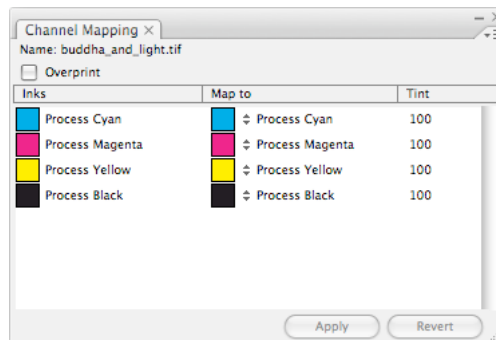 Channel Mapping
Name: buddha_and_light.tif
Overprint
Inks Map to Tint
Process Cyan Process Cyan 100
Process Magenta Process Magenta 100
Process Yellow Process Yellow 100
Process Black Process Black 100
Apply Revert